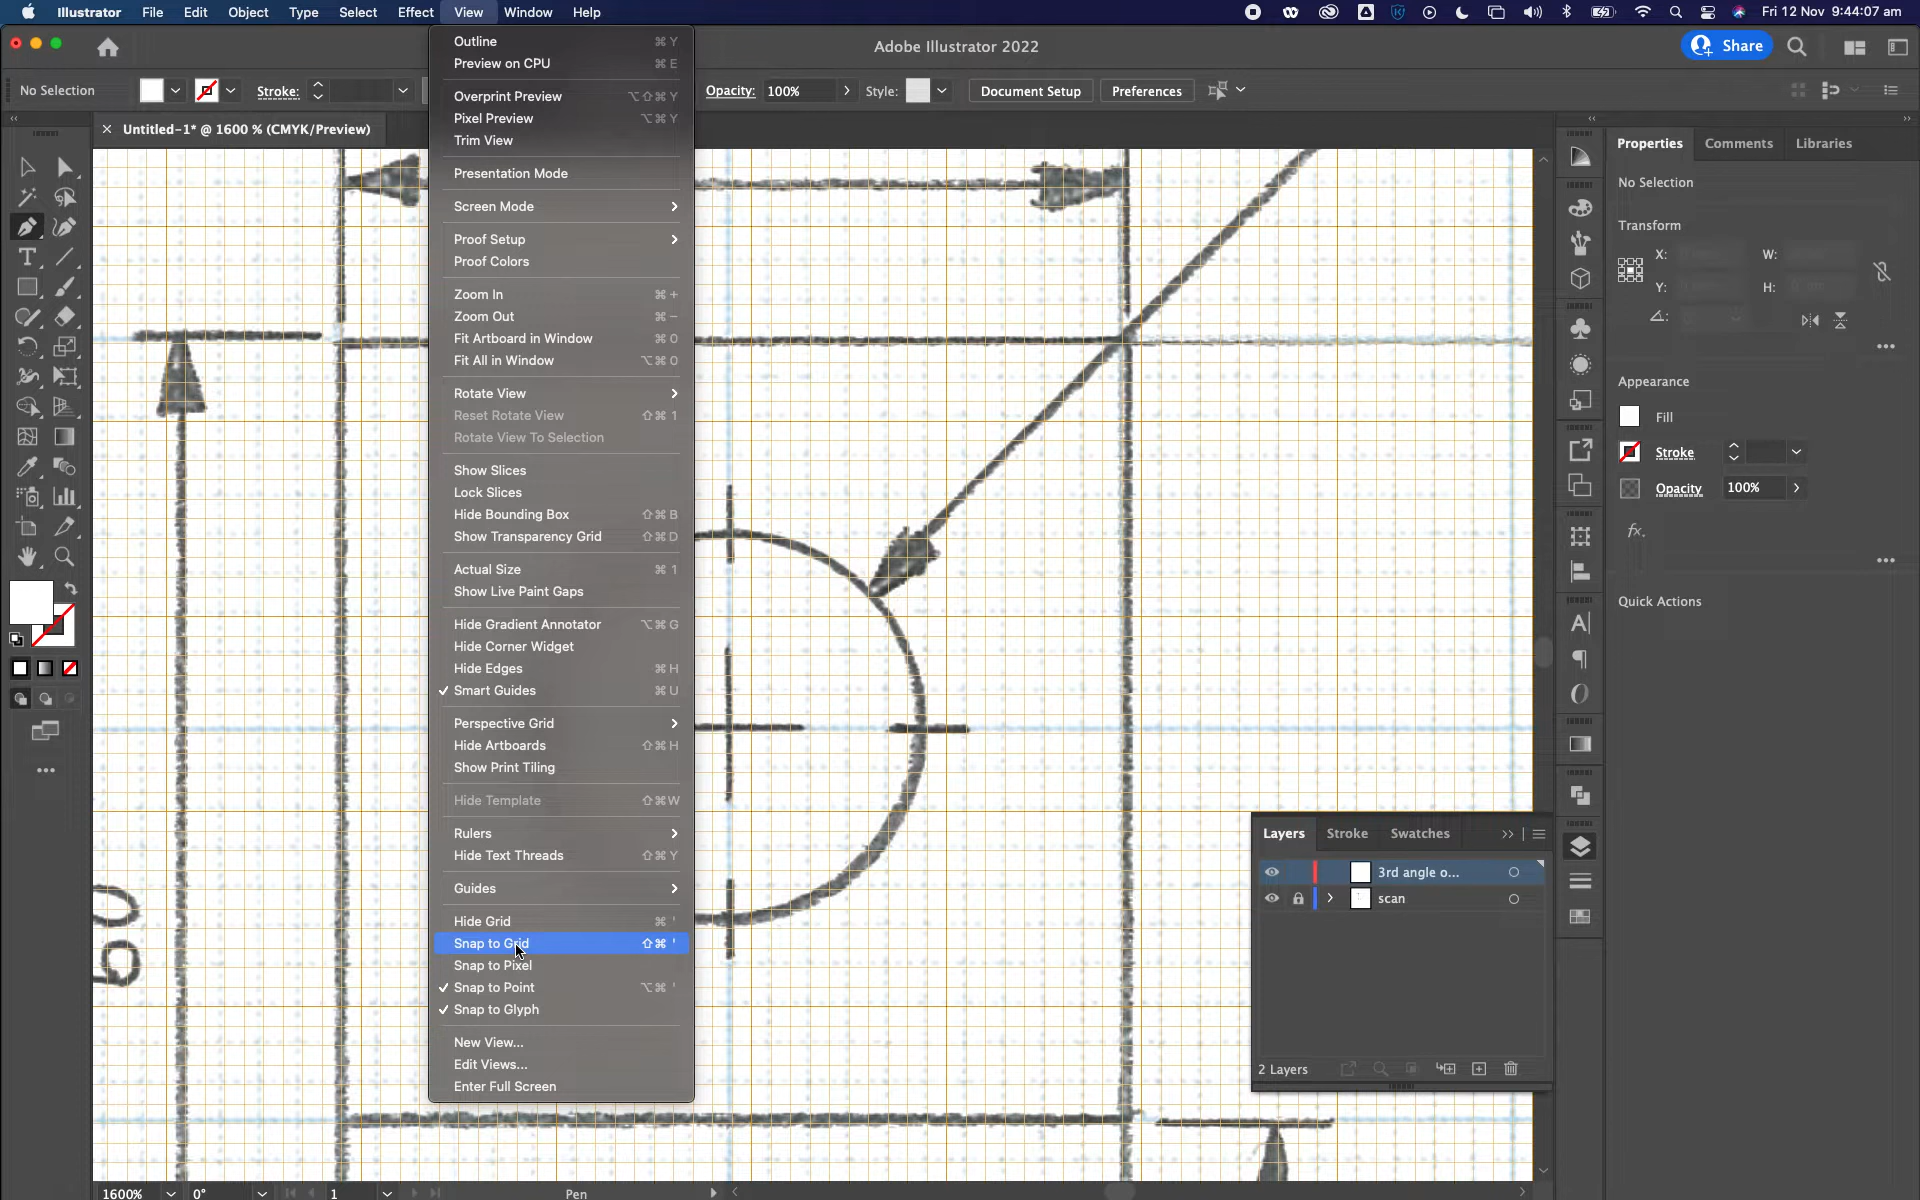 Illustrator File Edit Object Type Select Effect View Window Help
Fri 12 Nov 9:44:07 am
Adobe Illustrator 2022
Share
No Selection
Stroke:
Opacity: 100%
Style:
Document Setup
Preferences
Untitled-1* @ 1600 % (CMYK/Preview)
Outline ⌘ Y
Preview on CPU ⌘ E
Overprint Preview ⌥⇧⌘ Y
Pixel Preview ⌥⌘ Y
Trim View
Presentation Mode
Screen Mode
Proof Setup
Proof Colors
Zoom In ⌘ +
Zoom Out ⌘ −
Fit Artboard in Window ⌘ 0
Fit All in Window ⌥⌘ 0
Rotate View
Reset Rotate View ⇧⌘ 1
Rotate View To Selection
Show Slices
Lock Slices
Hide Bounding Box ⇧⌘ B
Show Transparency Grid ⇧⌘ D
Actual Size ⌘ 1
Show Live Paint Gaps
Hide Gradient Annotator ⌥⌘ G
Hide Corner Widget
Hide Edges ⌘ H
✓ Smart Guides ⌘ U
Perspective Grid
Hide Artboards ⇧⌘ H
Show Print Tiling
Hide Template ⇧⌘W
Rulers
Hide Text Threads ⇧⌘ Y
Guides
Hide Grid ⌘ '
Snap to Grid ⇧⌘ '
Snap to Pixel
✓ Snap to Point ⌥⌘ '
✓ Snap to Glyph
New View...
Edit Views...
Enter Full Screen
60
Properties Comments Libraries
No Selection
Transform
X: W:
Y: H:
Appearance
Fill
Stroke
Opacity 100%
fx.
Quick Actions
Layers Stroke Swatches
3rd angle o...
scan
2 Layers
1600% 0° 1 Pen